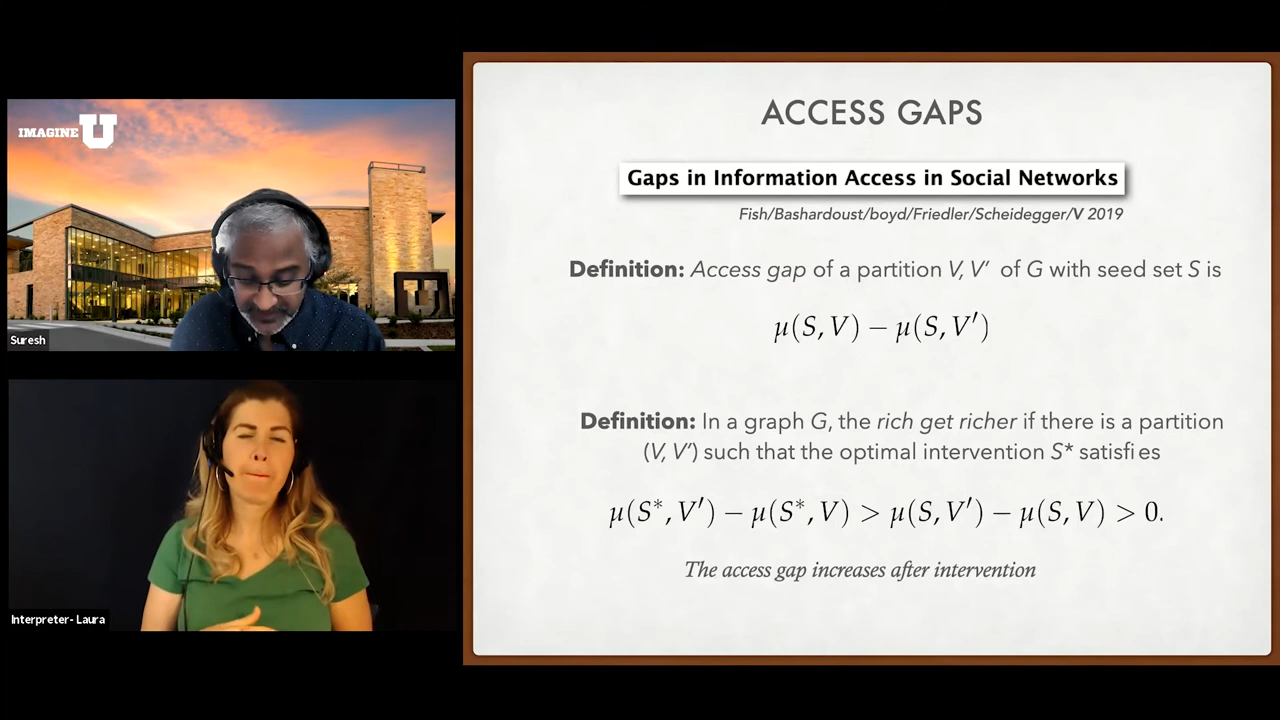 IMAGINE U
Suresh
Interpreter- Laura
ACCESS GAPS
Gaps in Information Access in Social Networks
Fish/Bashardoust/boyd/Friedler/Scheidegger/V 2019
Definition: Access gap of a partition V, V′ of G with seed set S is
μ(S, V) − μ(S, V′)
Definition: In a graph G, the rich get richer if there is a partition
(V, V′) such that the optimal intervention S* satisfies
μ(S*, V′) − μ(S*, V) > μ(S, V′) − μ(S, V) > 0.
The access gap increases after intervention